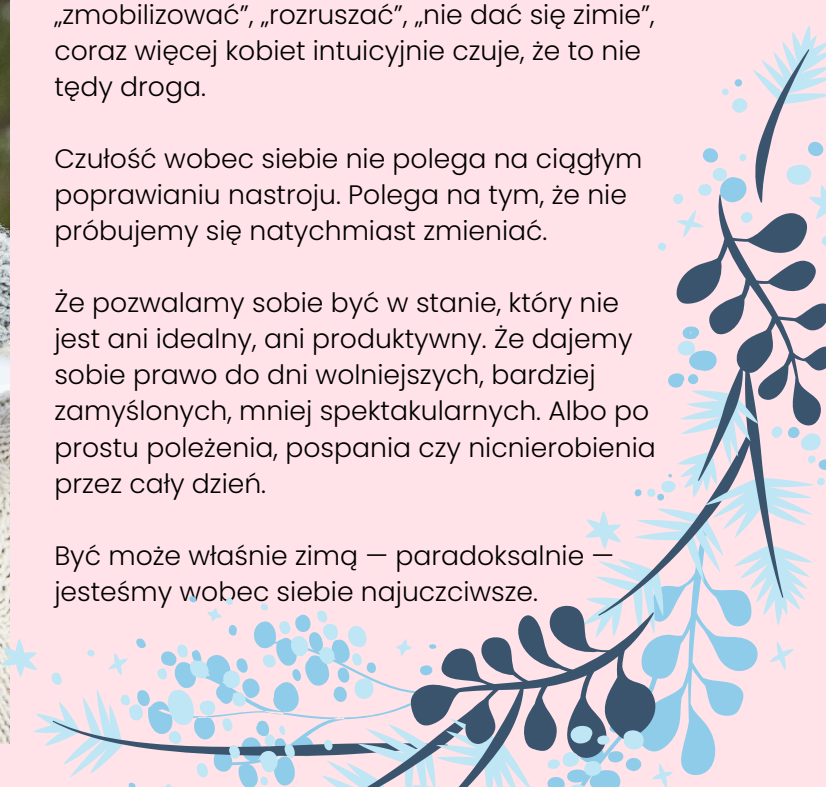 „zmobilizować”, „rozruszać”, „nie dać się zimie”,
coraz więcej kobiet intuicyjnie czuje, że to nie
tędy droga.
Czułość wobec siebie nie polega na ciągłym
poprawianiu nastroju. Polega na tym, że nie
próbujemy się natychmiast zmieniać.
Że pozwalamy sobie być w stanie, który nie
jest ani idealny, ani produktywny. Że dajemy
sobie prawo do dni wolniejszych, bardziej
zamyślonych, mniej spektakularnych. Albo po
prostu poleżenia, pospania czy nicnierobienia
przez cały dzień.
Być może właśnie zimą — paradoksalnie —
jesteśmy wobec siebie najuczciwsze.